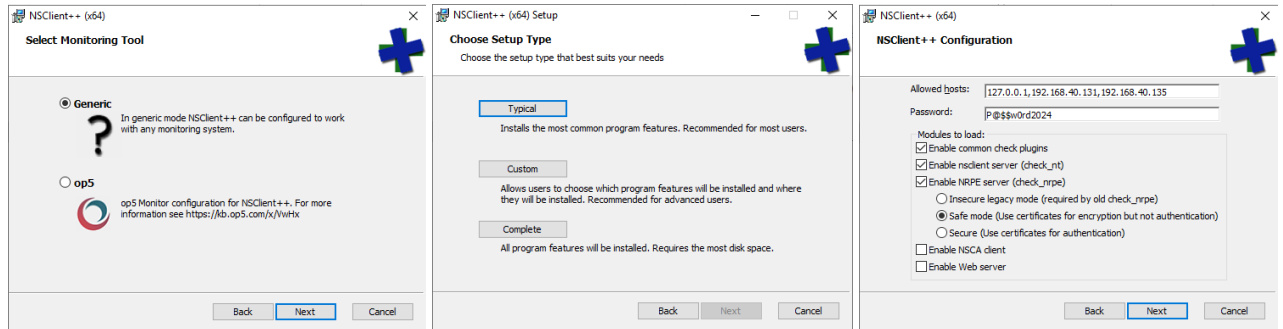 NSClient++ (x64)
Select Monitoring Tool
Generic
In generic mode NSClient++ can be configured to work
with any monitoring system.
op5
op5 Monitor configuration for NSClient++. For more
information see https://kb.op5.com/x/VwHx
Back
Next
Cancel
NSClient++ (x64) Setup
Choose Setup Type
Choose the setup type that best suits your needs
Typical
Installs the most common program features. Recommended for most users.
Custom
Allows users to choose which program features will be installed and where
they will be installed. Recommended for advanced users.
Complete
All program features will be installed. Requires the most disk space.
Back
Next
Cancel
NSClient++ (x64)
NSClient++ Configuration
Allowed hosts: 127.0.0.1,192.168.40.131,192.168.40.135
Password: P@$$w0rd2024
Modules to load:
Enable common check plugins
Enable nsclient server (check_nt)
Enable NRPE server (check_nrpe)
Insecure legacy mode (required by old check_nrpe)
Safe mode (Use certificates for encryption but not authentication)
Secure (Use certificates for authentication)
Enable NSCA client
Enable Web server
Back
Next
Cancel